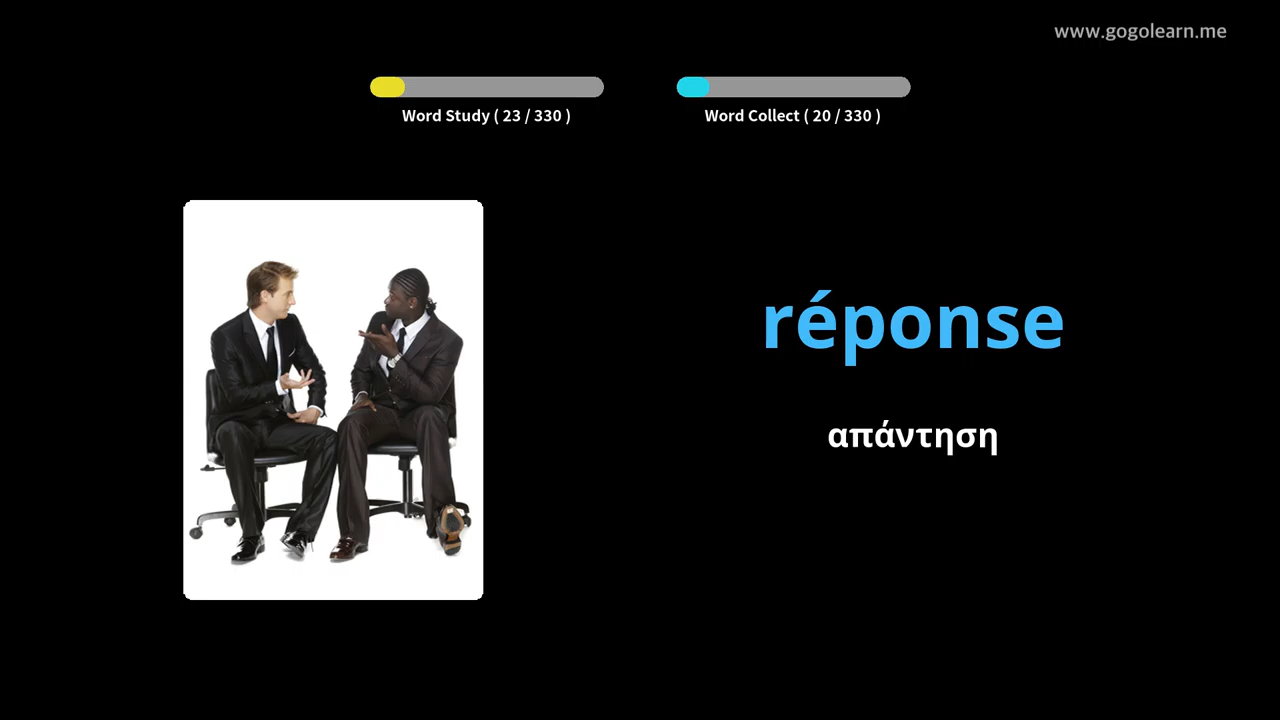 www.gogolearn.me
Word Study ( 23 / 330 )
Word Collect ( 20 / 330 )
réponse
απάντηση